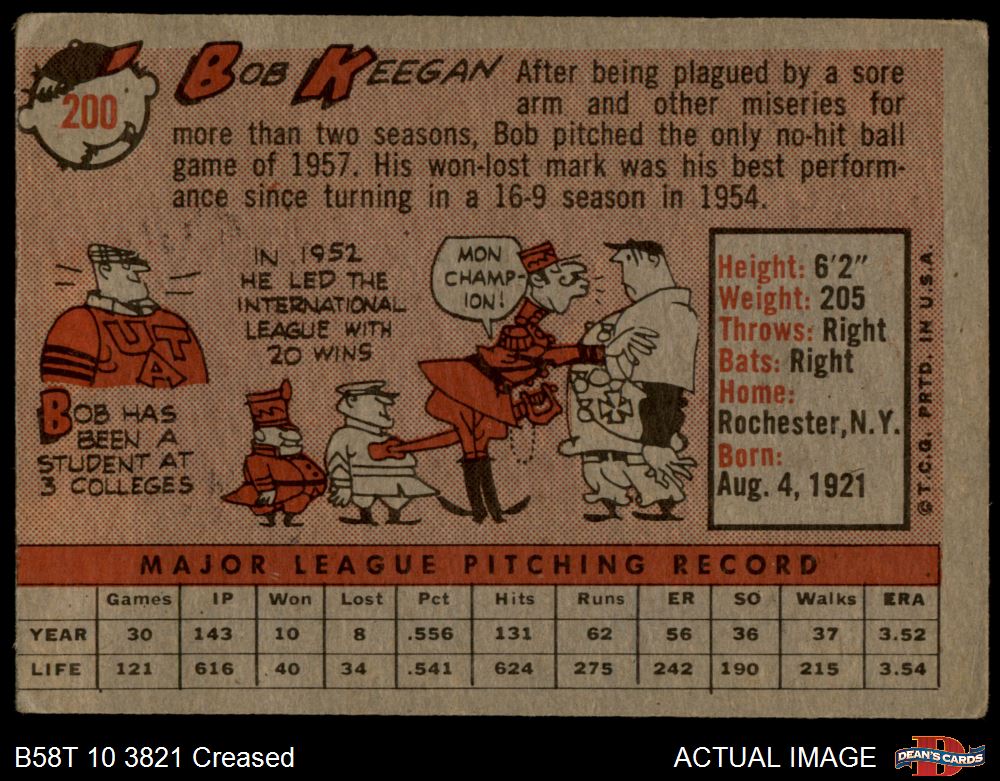 200
BOB KEEGAN After being plagued by a sore
arm and other miseries for
more than two seasons, Bob pitched the only no-hit ball
game of 1957. His won-lost mark was his best perform-
ance since turning in a 16-9 season in 1954.
UTAU
BOB HAS
BEEN A
STUDENT AT
3 COLLEGES
IN 1952
HE LED THE
INTERNATIONAL
LEAGUE WITH
20 WINS
MON
CHAMP-
ION!
Height: 6'2"
Weight: 205
Throws: Right
Bats: Right
Home:
Rochester, N.Y.
Born:
Aug. 4, 1921
© T.C.G. PRTD. IN U.S.A.
MAJOR LEAGUE PITCHING RECORD
Games IP Won Lost Pct Hits Runs ER SO Walks ERA
YEAR 30 143 10 8 .556 131 62 56 36 37 3.52
LIFE 121 616 40 34 .541 624 275 242 190 215 3.54
B58T 10 3821 Creased
ACTUAL IMAGE
D
DEAN'S CARDS